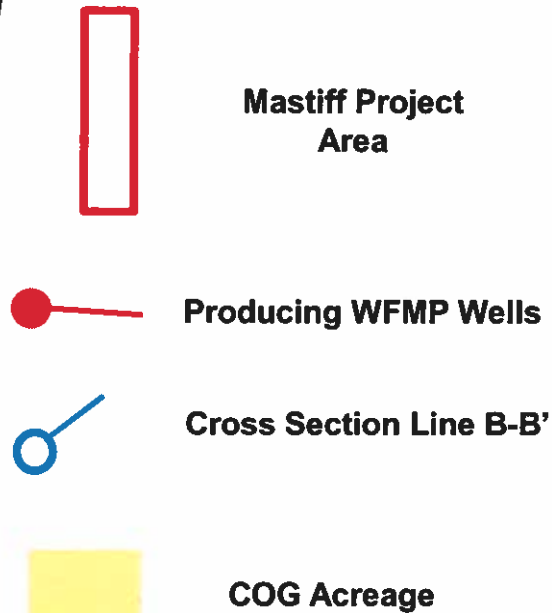 Mastiff Project
Area
Producing WFMP Wells
Cross Section Line B-B'
COG Acreage